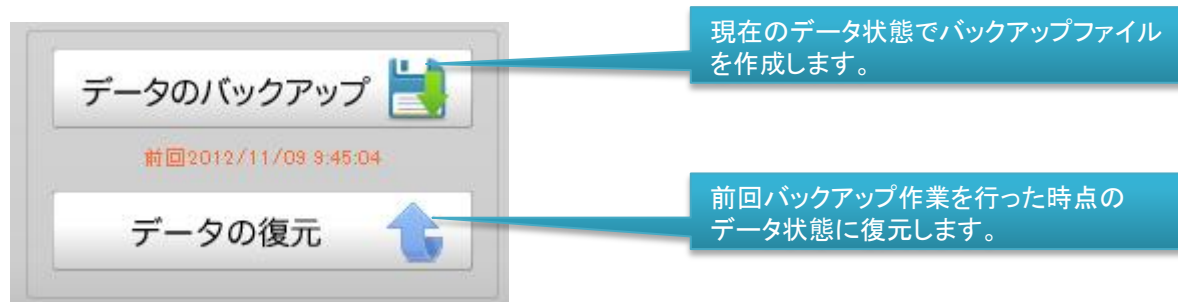 データのバックアップ
前回2012/11/09 9:45:04
データの復元
現在のデータ状態でバックアップファイル
を作成します。
前回バックアップ作業を行った時点の
データ状態に復元します。